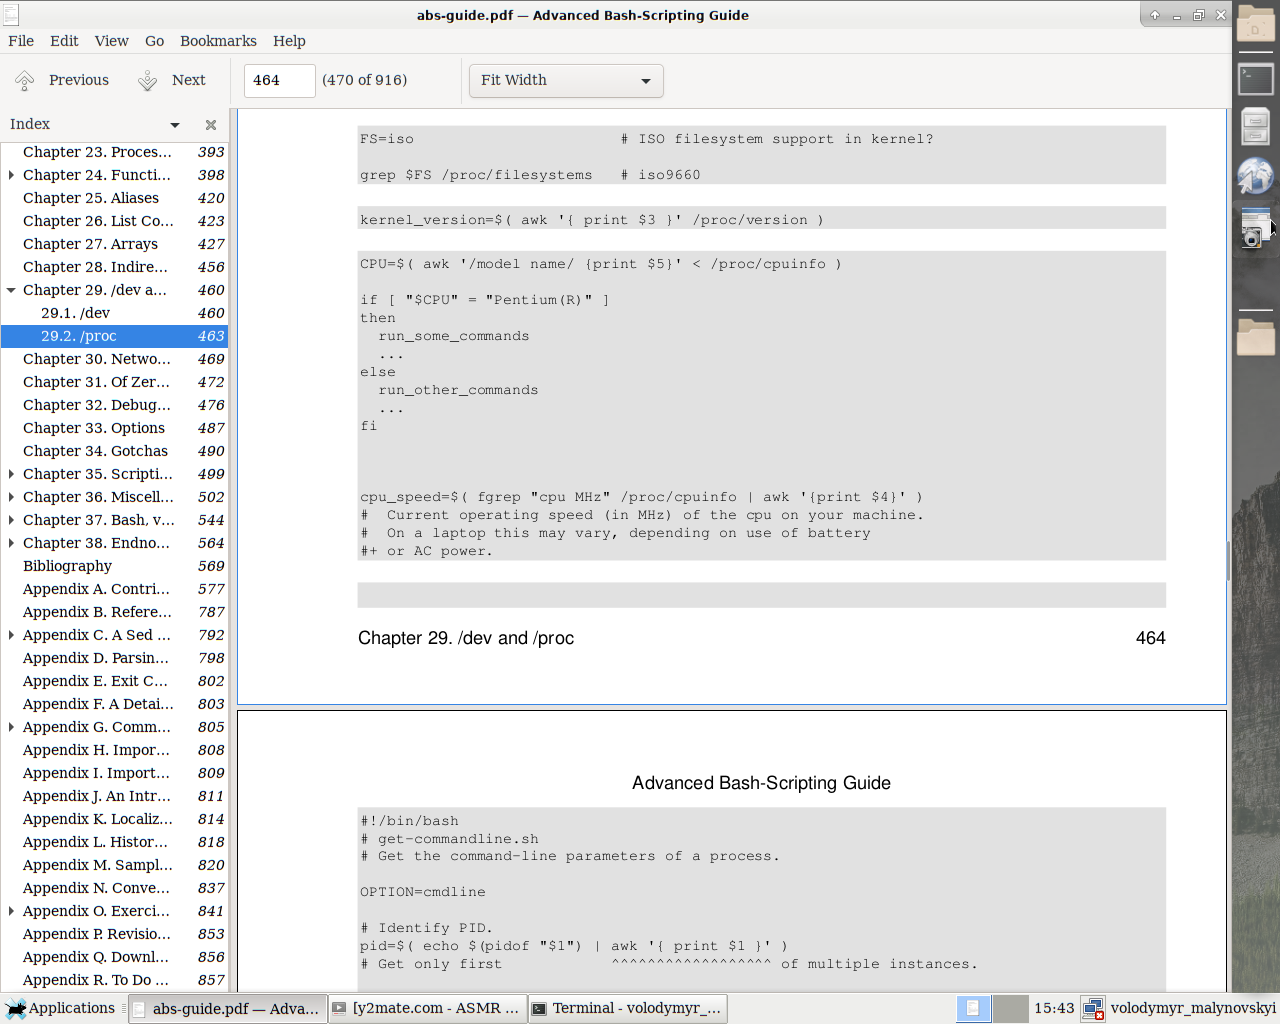 abs-guide.pdf — Advanced Bash-Scripting Guide
File Edit View Go Bookmarks Help
Previous Next 464 (470 of 916) Fit Width
Index
Chapter 23. Proces... 393
Chapter 24. Functi... 398
Chapter 25. Aliases 420
Chapter 26. List Co... 423
Chapter 27. Arrays 427
Chapter 28. Indire... 456
Chapter 29. /dev a... 460
29.1. /dev 460
29.2. /proc 463
Chapter 30. Netwo... 469
Chapter 31. Of Zer... 472
Chapter 32. Debug... 476
Chapter 33. Options 487
Chapter 34. Gotchas 490
Chapter 35. Scripti... 499
Chapter 36. Miscell... 502
Chapter 37. Bash, v... 544
Chapter 38. Endno... 564
Bibliography 569
Appendix A. Contri... 577
Appendix B. Refere... 787
Appendix C. A Sed ... 792
Appendix D. Parsin... 798
Appendix E. Exit C... 802
Appendix F. A Detai... 803
Appendix G. Comm... 805
Appendix H. Impor... 808
Appendix I. Import... 809
Appendix J. An Intr... 811
Appendix K. Localiz... 814
Appendix L. Histor... 818
Appendix M. Sampl... 820
Appendix N. Conve... 837
Appendix O. Exerci... 841
Appendix P. Revisio... 853
Appendix Q. Downl... 856
Appendix R. To Do ... 857
FS=iso # ISO filesystem support in kernel?
grep $FS /proc/filesystems # iso9660
kernel_version=$( awk '{ print $3 }' /proc/version )
CPU=$( awk '/model name/ {print $5}' < /proc/cpuinfo )
if [ "$CPU" = "Pentium(R)" ]
then
run_some_commands
...
else
run_other_commands
...
fi
cpu_speed=$( fgrep "cpu MHz" /proc/cpuinfo | awk '{print $4}' )
# Current operating speed (in MHz) of the cpu on your machine.
# On a laptop this may vary, depending on use of battery
#+ or AC power.
Chapter 29. /dev and /proc 464
Advanced Bash-Scripting Guide
#!/bin/bash
# get-commandline.sh
# Get the command-line parameters of a process.
OPTION=cmdline
# Identify PID.
pid=$( echo $(pidof "$1") | awk '{ print $1 }' )
# Get only first ^^^^^^^^^^^^^^^^^^ of multiple instances.
Applications abs-guide.pdf — Adva... [y2mate.com - ASMR ... Terminal - volodymyr_... 15:43 volodymyr_malynovskyi